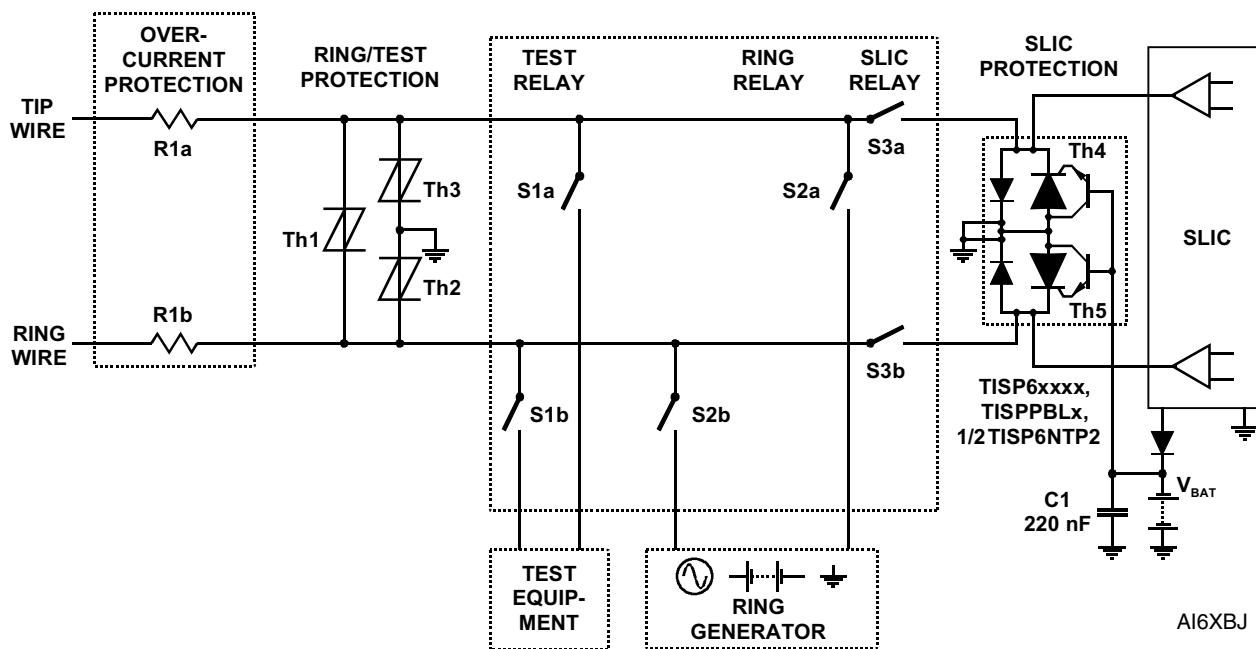 OVER-
CURRENT
PROTECTION
RING/TEST
PROTECTION
TEST
RELAY
RING
RELAY
SLIC
RELAY
SLIC
PROTECTION
TIP
WIRE
R1a
Th3
Th1
Th2
S1a
S2a
S3a
Th4
SLIC
RING
WIRE
R1b
Th5
S3b
S1b
S2b
TISP6xxxx,
TISPPBLx,
1/2 TISP6NTP2
C1
220 nF
VBAT
TEST
EQUIP-
MENT
RING
GENERATOR
AI6XBJ